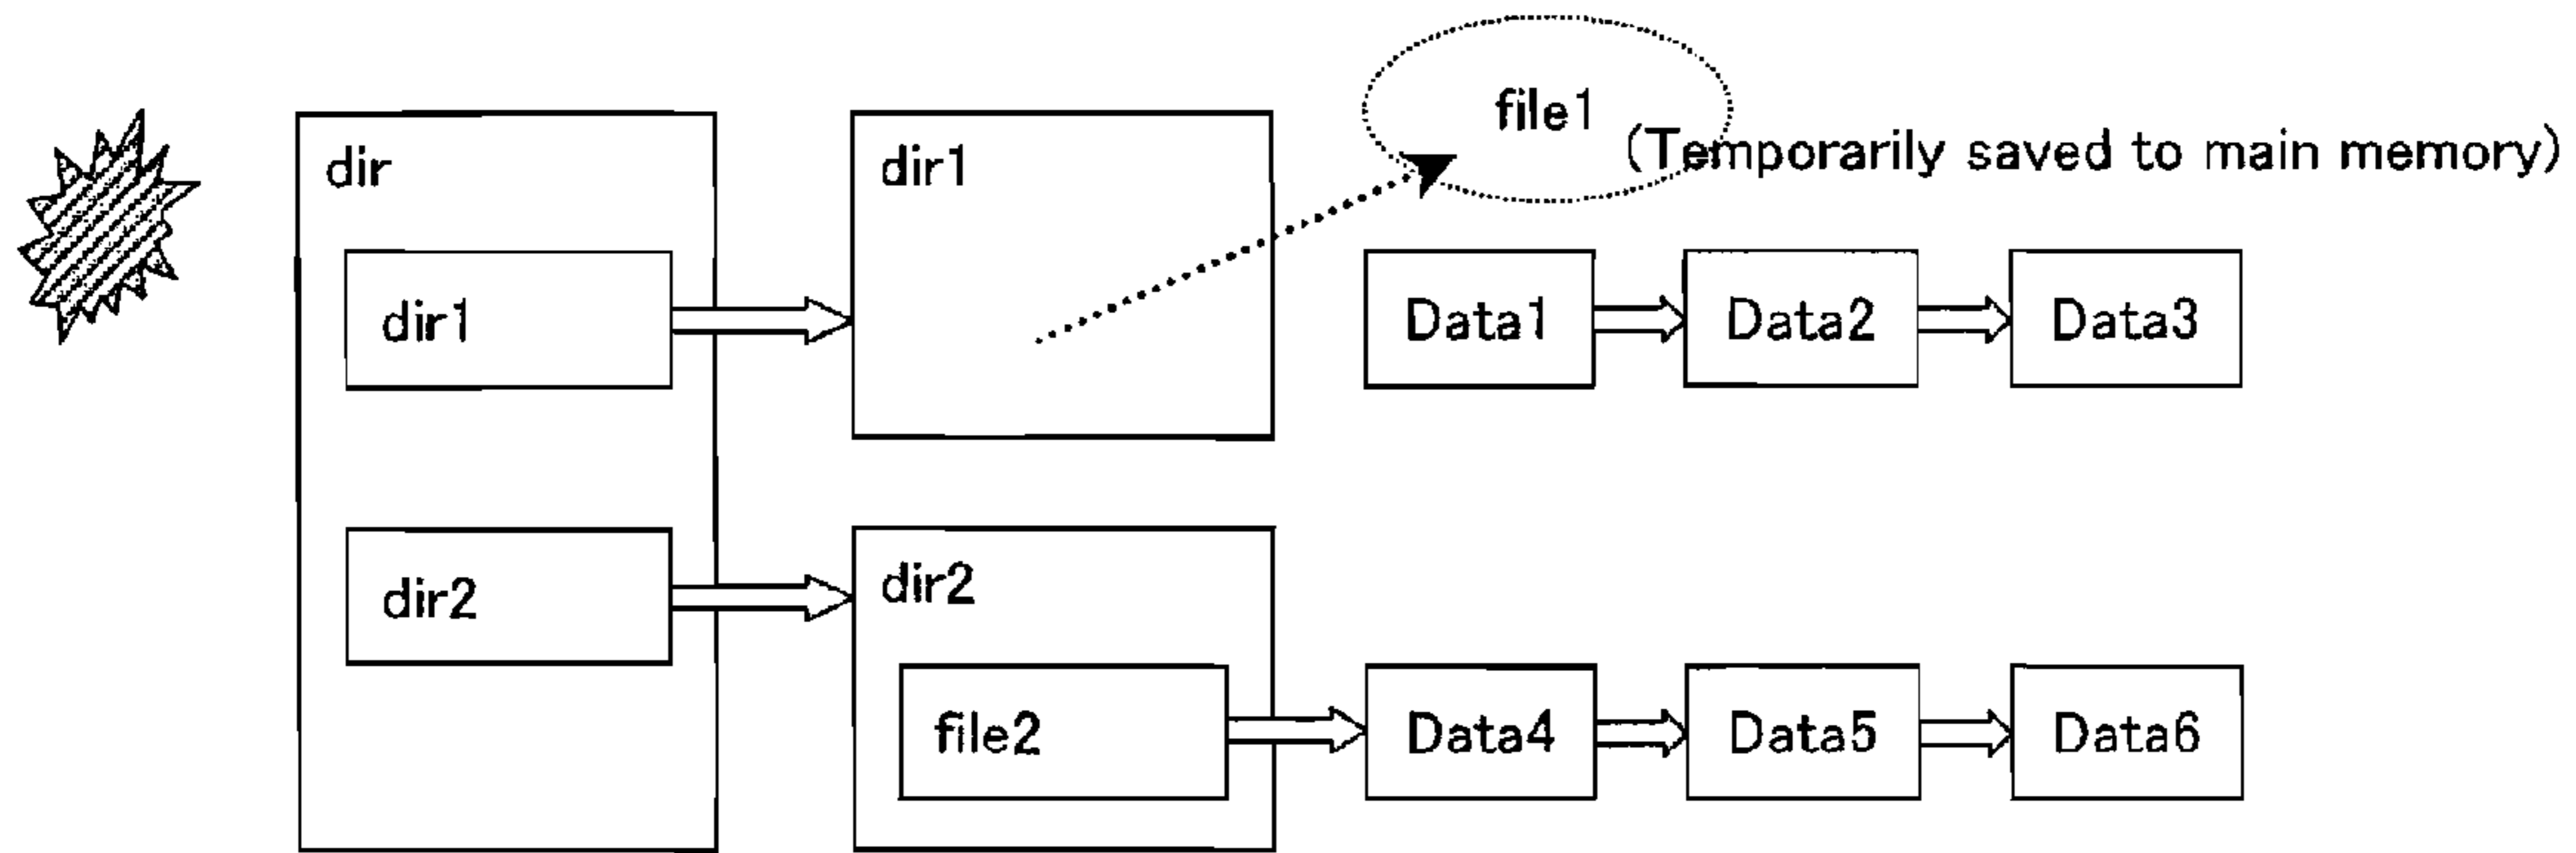 file1
(Temporarily saved to main memory)
dir
dir1
dir1
Data1
Data2
Data3
dir2
dir2
file2
Data4
Data5
Data6